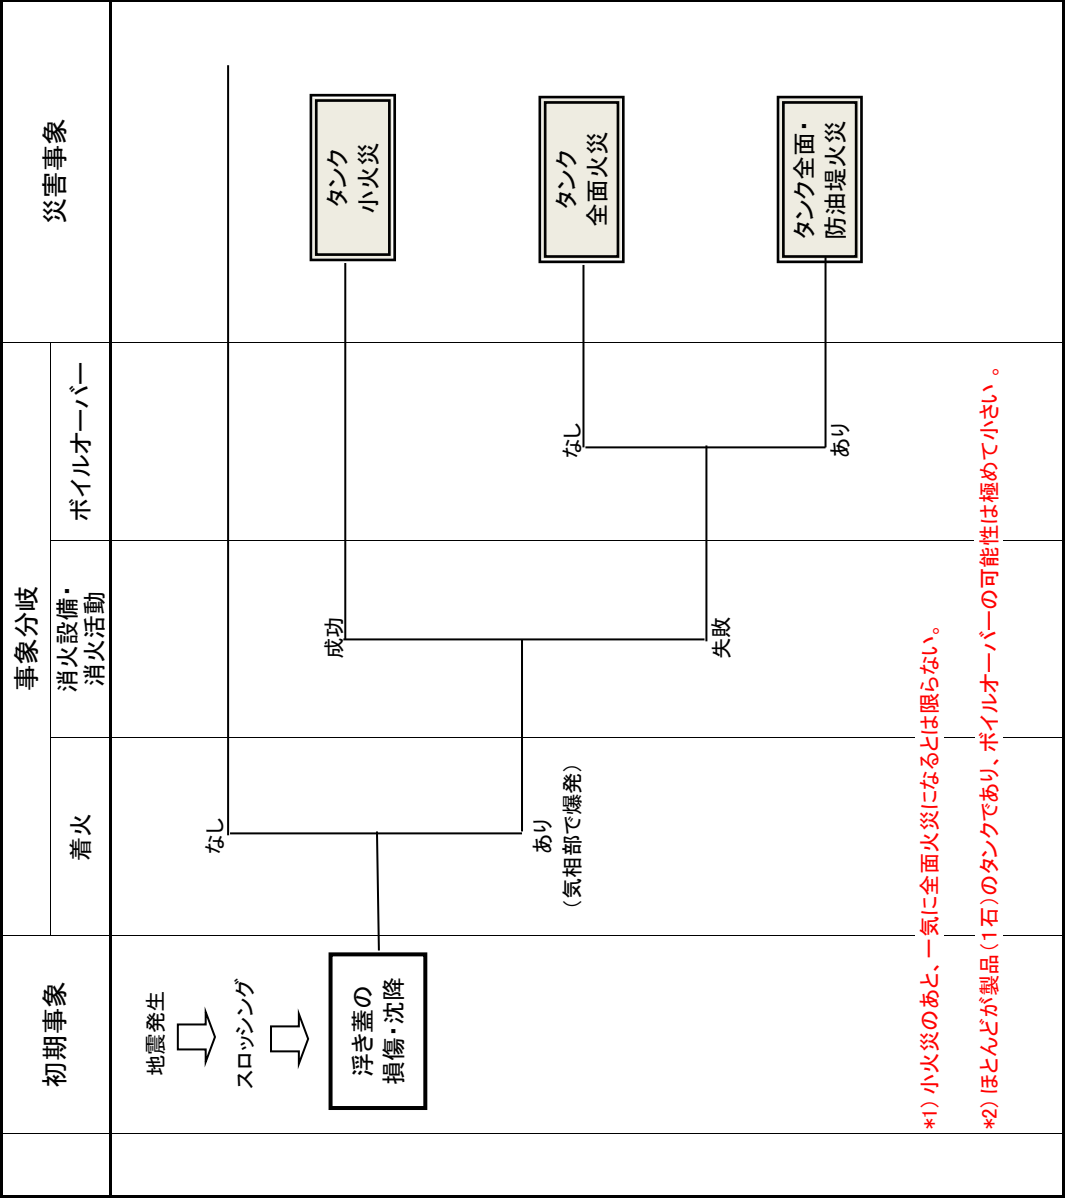 初期事象
事象分岐
災害事象
着火
消火設備・
消火活動
ボイルオーバー
地震発生
スロッシング
浮き蓋の
損傷・沈降
なし
あり
（気相部で爆発）
成功
失敗
なし
あり
タンク
小火災
タンク
全面火災
タンク全面・
防油堤火災
*1）小火災のあと、一気に全面火災になるとは限らない。
*2）ほとんどが製品（1石）のタンクであり、ボイルオーバーの可能性は極めて小さい。